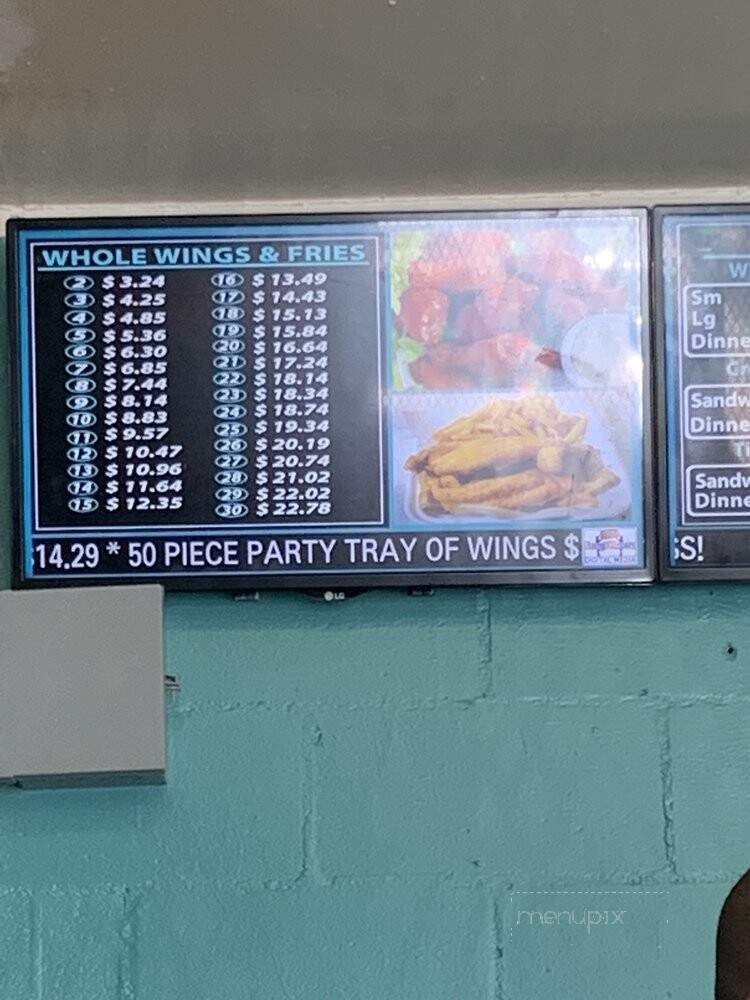 WHOLE WINGS & FRIES
2 $ 3.24
3 $ 4.25
4 $ 4.85
5 $ 5.36
6 $ 6.30
7 $ 6.85
8 $ 7.44
9 $ 8.14
10 $ 8.83
11 $ 9.57
12 $ 10.47
13 $ 10.96
14 $ 11.64
15 $ 12.35
16 $ 13.49
17 $ 14.43
18 $ 15.13
19 $ 15.84
20 $ 16.64
21 $ 17.24
22 $ 18.14
23 $ 18.34
24 $ 18.74
25 $ 19.34
26 $ 20.19
27 $ 20.74
28 $ 21.02
29 $ 22.02
30 $ 22.78
$14.29 * 50 PIECE PARTY TRAY OF WINGS $
DIGITAL MEDIA
LG
W
Sm
Lg
Dinne
Sandw
Dinne
Ti
Sandw
Dinne
SS!
menupix